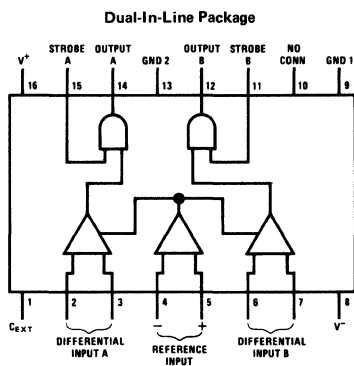 Dual-In-Line Package
V+ STROBE A OUTPUT A GND 2 OUTPUT B STROBE B NO CONN GND 1
16 15 14 13 12 11 10 9
1 2 3 4 5 6 7 8
CEXT DIFFERENTIAL INPUT A − REFERENCE INPUT + DIFFERENTIAL INPUT B V−